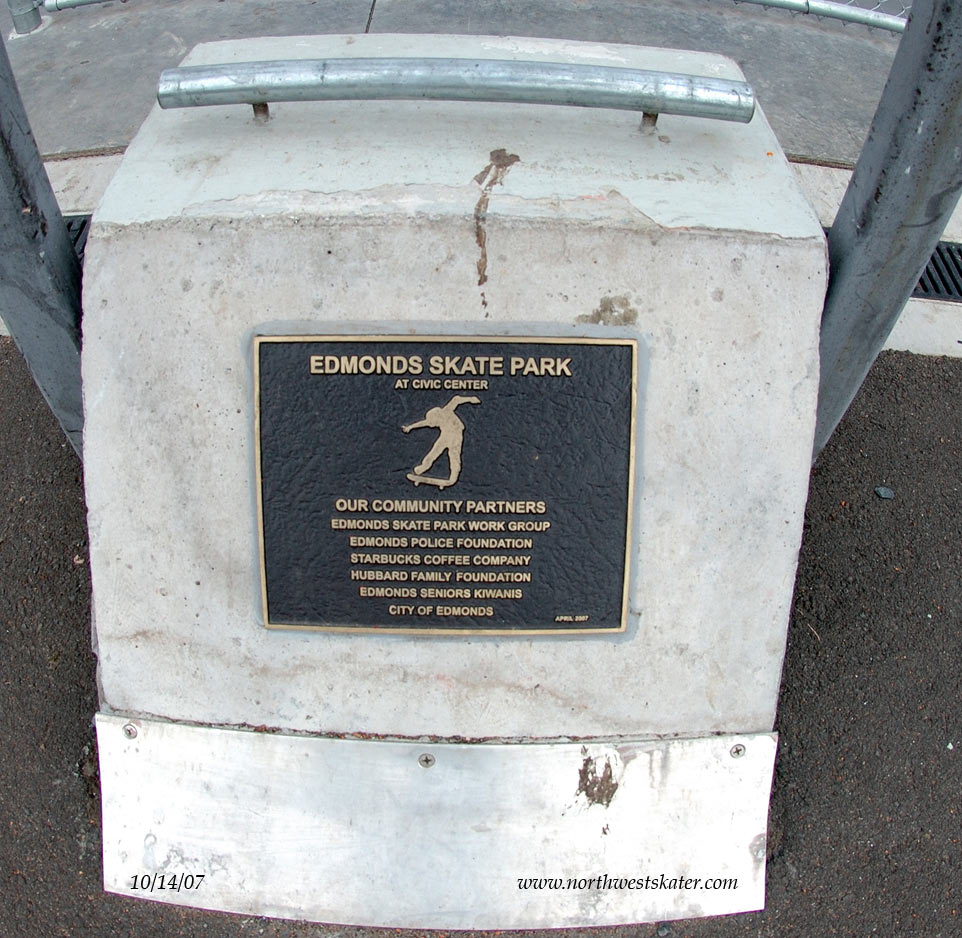 EDMONDS SKATE PARK
AT CIVIC CENTER
OUR COMMUNITY PARTNERS
EDMONDS SKATE PARK WORK GROUP
EDMONDS POLICE FOUNDATION
STARBUCKS COFFEE COMPANY
HUBBARD FAMILY FOUNDATION
EDMONDS SENIORS KIWANIS
CITY OF EDMONDS
APRIL 2007
10/14/07
www.northwestskater.com